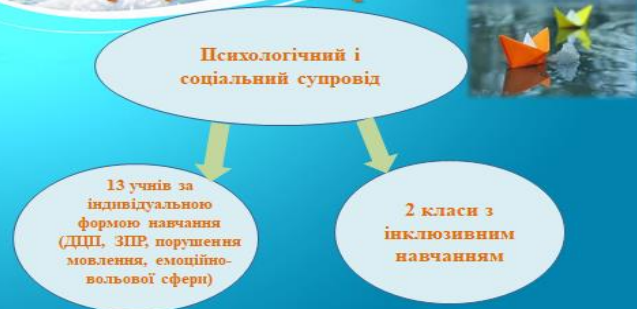 Психологічний і
соціальний супровід
13 учнів за
індивідуальною
формою навчання
(ДЦП, ЗПР, порушення
мовлення, емоційно-
вольової сфери)
2 класи з
інклюзивним
навчанням